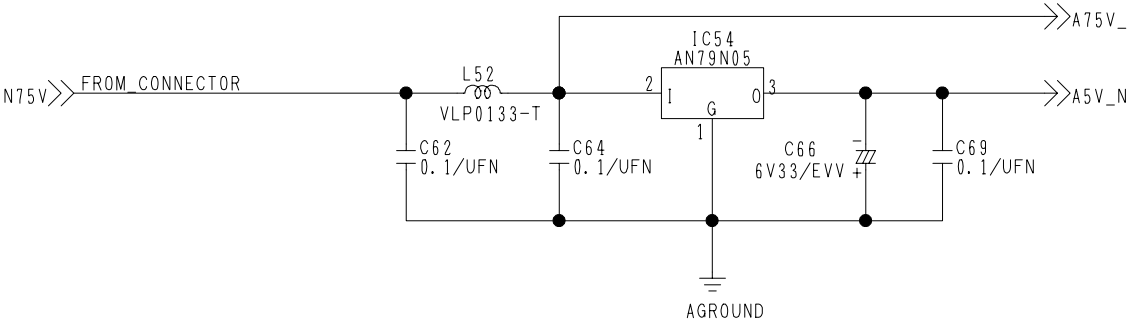 A75V_
IC54
AN79N05
N75V
FROM_CONNECTOR
L52
VLP0133-T
2
I
O
3
G
1
A5V_N
C62
0.1/UFN
C64
0.1/UFN
C66
6V33/EVV
-
+
C69
0.1/UFN
AGROUND